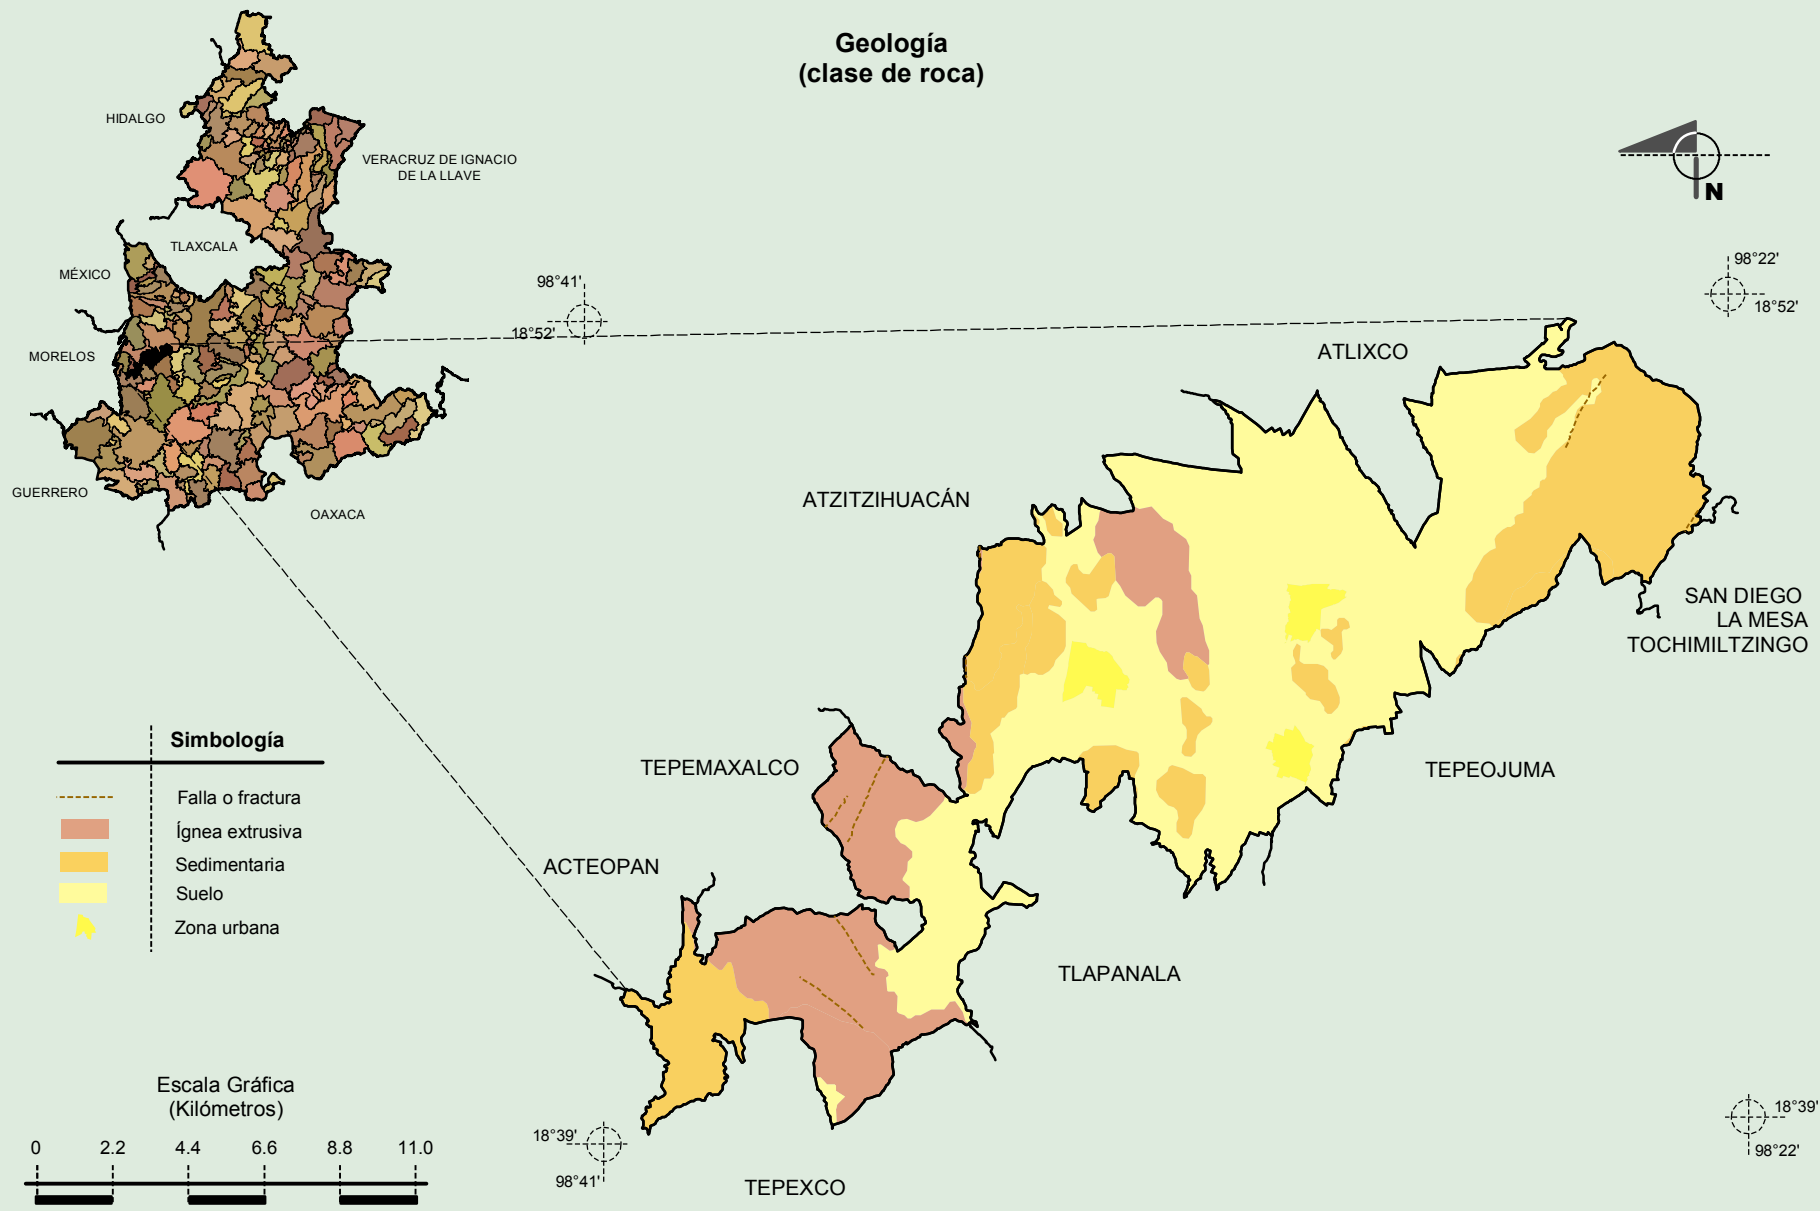 Geología
(clase de roca)
HIDALGO
VERACRUZ DE IGNACIO
DE LA LLAVE
N
TLAXCALA
MÉXICO
98°41'
18°52'
98°22'
18°52'
MORELOS
ATLIXCO
GUERRERO
OAXACA
ATZITZIHUACÁN
SAN DIEGO
LA MESA
TOCHIMILTZINGO
Simbología
Falla o fractura
Ígnea extrusiva
Sedimentaria
Suelo
Zona urbana
TEPEMAXALCO
TEPEOJUMA
ACTEOPAN
TLAPANALA
Escala Gráfica
(Kilómetros)
0 2.2 4.4 6.6 8.8 11.0
18°39'
98°41'
18°39'
98°22'
TEPEXCO